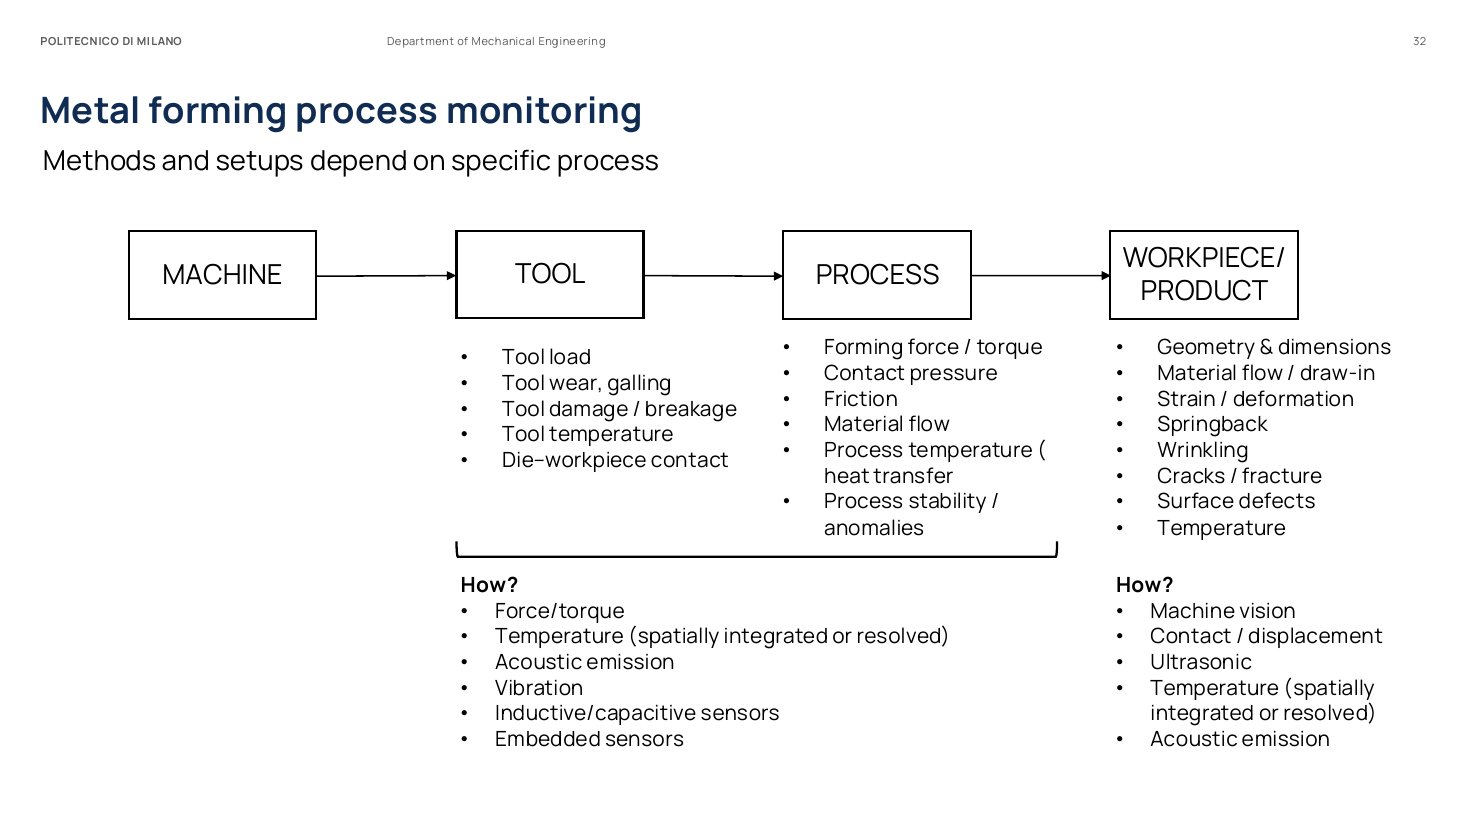 POLITECNICO DI MILANO
Department of Mechanical Engineering
32
Metal forming process monitoring
Methods and setups depend on specific process
MACHINE
TOOL
PROCESS
WORKPIECE/
PRODUCT
• Tool load
• Tool wear, galling
• Tool damage / breakage
• Tool temperature
• Die–workpiece contact
• Forming force / torque
• Contact pressure
• Friction
• Material flow
• Process temperature (
heat transfer
• Process stability /
anomalies
• Geometry & dimensions
• Material flow / draw-in
• Strain / deformation
• Springback
• Wrinkling
• Cracks / fracture
• Surface defects
• Temperature
How?
• Force/torque
• Temperature (spatially integrated or resolved)
• Acoustic emission
• Vibration
• Inductive/capacitive sensors
• Embedded sensors
How?
• Machine vision
• Contact / displacement
• Ultrasonic
• Temperature (spatially
integrated or resolved)
• Acoustic emission